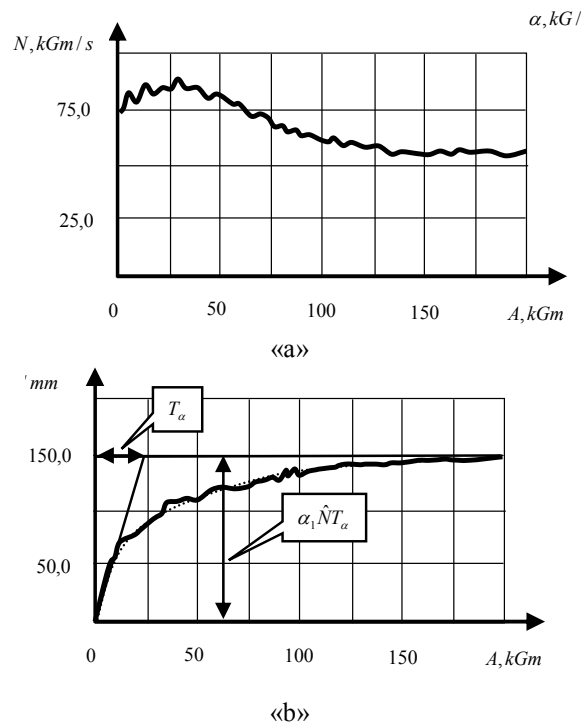 α, kG /
N, kGm / s
75,0
25,0
0 50 100 150 A, kGm
«a»
' mm
T_α
150,0
α₁N̂T_α
50,0
0 50 100 150 A, kGm
«b»